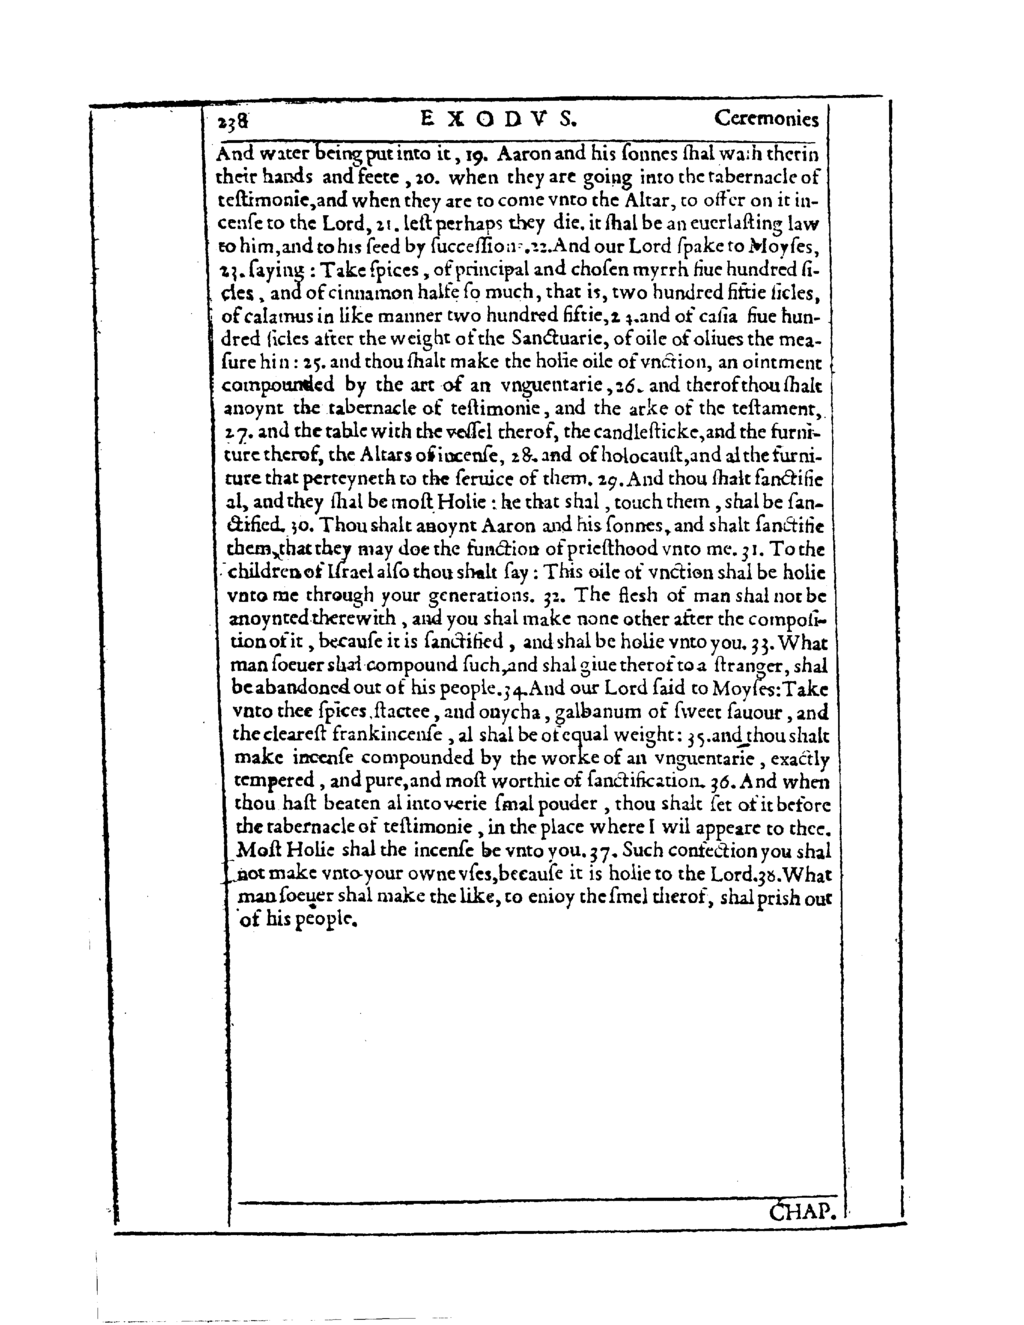 238 EXODVS. Ceremonies
And water being put into it, 19. Aaron and his ſonnes ſhal waſh therin
their hands and feete, 20. when they are going into the tabernacle of
teſtimonie,and when they are to come vnto the Altar, to offer on it in-
cenſe to the Lord, 21. leſt perhaps they die. it ſhal be an euerlaſting law
to him,and to his ſeed by ſucceſſions.22.And our Lord ſpake to Moyſes,
23. ſaying: Take ſpices, of principal and choſen myrrh fiue hundred ſi-
cles, and of cinnamon halfe ſo much, that is, two hundred fiftie ſicles,
of calamus in like manner two hundred fiftie,24.and of caſia fiue hun-
dred ſicles after the weight of the Sanctuarie, of oile of oliues the mea-
ſure hin: 25. and thou ſhalt make the holie oile of vnction, an ointment
compounded by the art of an vnguentarie,26. and therof thou ſhalt
anoynt the tabernacle of teſtimonie, and the arke of the teſtament,
27. and the table with the veſſel therof, the candleſticke,and the furni-
ture therof, the Altars of incenſe, 28. and of holocauſt,and al the furni-
ture that perteyneth to the ſeruice of them. 29.And thou ſhalt ſanctifie
al, and they ſhal be moſt Holie: he that shal, touch them, shal be ſan-
ctified. 30. Thou shalt anoynt Aaron and his ſonnes, and shalt ſanctifie
them,that they may doe the function of prieſthood vnto me. 31. To the
children of Iſrael alſo thou shalt ſay: This oile of vnction shal be holie
vnto me through your generations. 32. The flesh of man shal not be
anoynted therewith, and you shal make none other after the compoſi-
tion of it, becauſe it is ſanctified, and shal be holie vnto you. 33. What
man ſoeuer shal compound ſuch,and shal giue therof to a ſtranger, shal
be abandoned out of his people.34.And our Lord ſaid to Moyſes:Take
vnto thee ſpices.ſtactee, and onycha, galbanum of ſweet ſauour, and
the cleareſt frankincenſe, al shal be of equal weight: 35.and thou shalt
make incenſe compounded by the worke of an vnguentarie, exactly
tempered, and pure,and moſt worthie of ſanctification. 36. And when
thou haſt beaten al into verie ſmal pouder, thou shalt ſet of it before
the tabernacle of teſtimonie, in the place where I wil appeare to thee.
Moſt Holie shal the incenſe be vnto you. 37. Such confection you shal
not make vnto your owne vſes,becauſe it is holie to the Lord.38.What
man ſoeuer shal make the like, to enioy the ſmel therof, shal prish out
of his people.
CHAP.